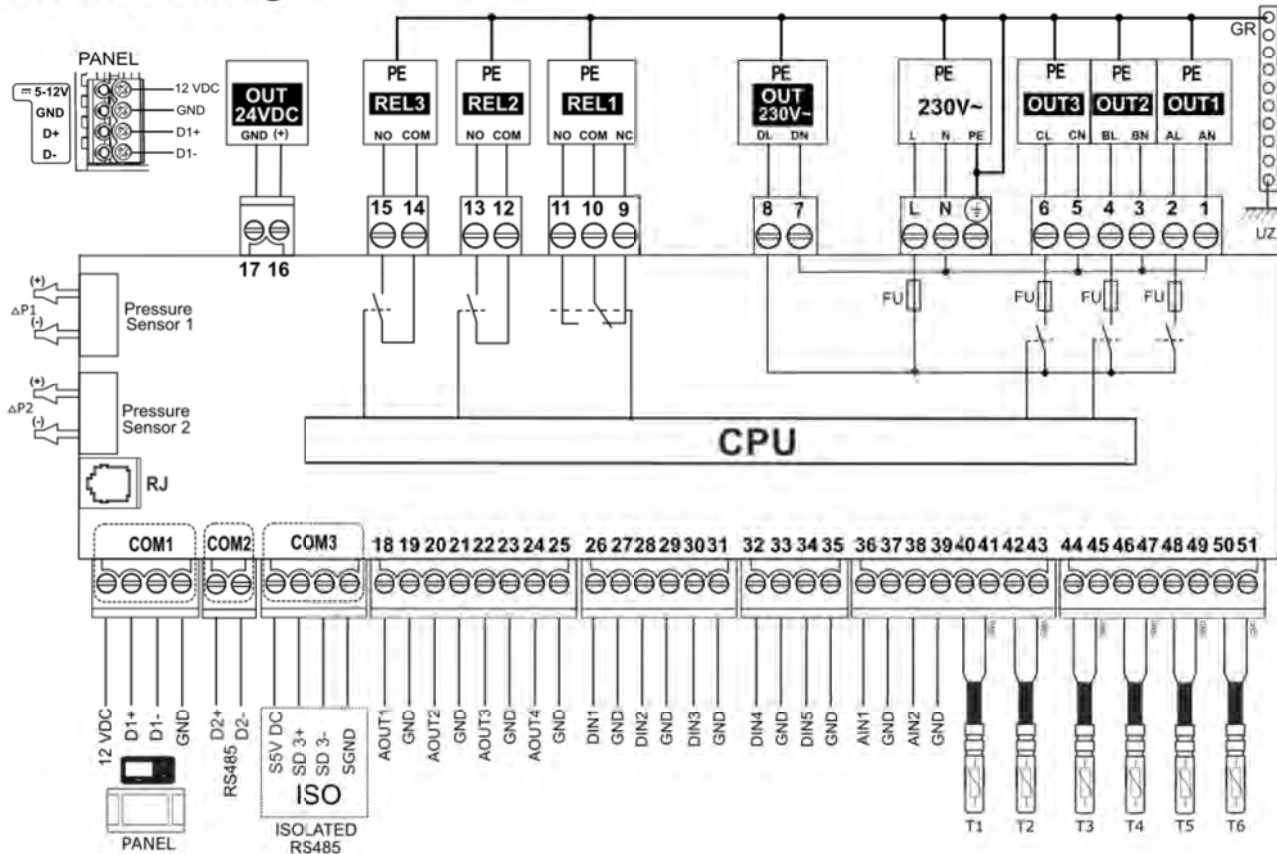 GR
PANEL
⎓ 5-12V
GND
D+
D-
12 VDC
GND
D1+
D1-
OUT
24VDC
GND (+)
PE
REL3
NO COM
PE
REL2
NO COM
PE
REL1
NO COM NC
PE
OUT
230V~
DL DN
PE
230V~
L N PE
PE PE PE
OUT3 OUT2 OUT1
CL CN BL BN AL AN
15 14 13 12 11 10 9 8 7 L N 6 5 4 3 2 1
UZ
17 16
(+)
△P1
(-)
Pressure
Sensor 1
FU FU FU FU
(+)
△P2
(-)
Pressure
Sensor 2
CPU
RJ
COM1 COM2 COM3 18 19 20 21 22 23 24 25 26 27 28 29 30 31 32 33 34 35 36 37 38 39 40 41 42 43 44 45 46 47 48 49 50 51
12 VDC
D1+
D1-
GND
D2+
D2-
RS485
S5V DC
SD 3+
SD 3-
SGND
ISO
ISOLATED
RS485
AOUT1
GND
AOUT2
GND
AOUT3
GND
AOUT4
GND
DIN1
GND
DIN2
GND
DIN3
GND
DIN4
GND
DIN5
GND
AIN1
GND
AIN2
GND
T1 T2 T3 T4 T5 T6
PANEL